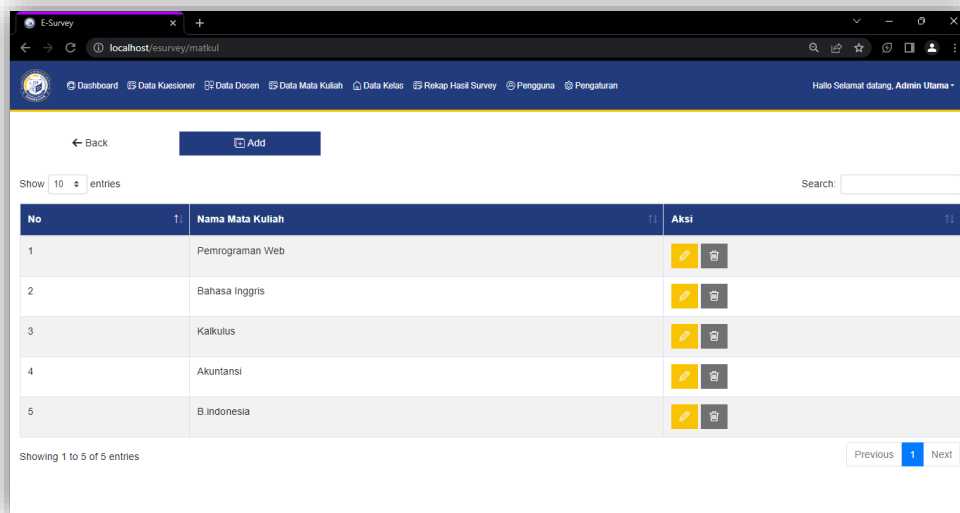 E-Survey
localhost/esurvey/matkul
Dashboard Data Kuesioner Data Dosen Data Mata Kuliah Data Kelas Rekap Hasil Survey Pengguna Pengaturan Hallo Selamat datang, Admin Utama
Back Add
Show 10 entries Search:
No Nama Mata Kuliah Aksi
1 Pemrograman Web
2 Bahasa Inggris
3 Kalkulus
4 Akuntansi
5 B.indonesia
Showing 1 to 5 of 5 entries Previous 1 Next